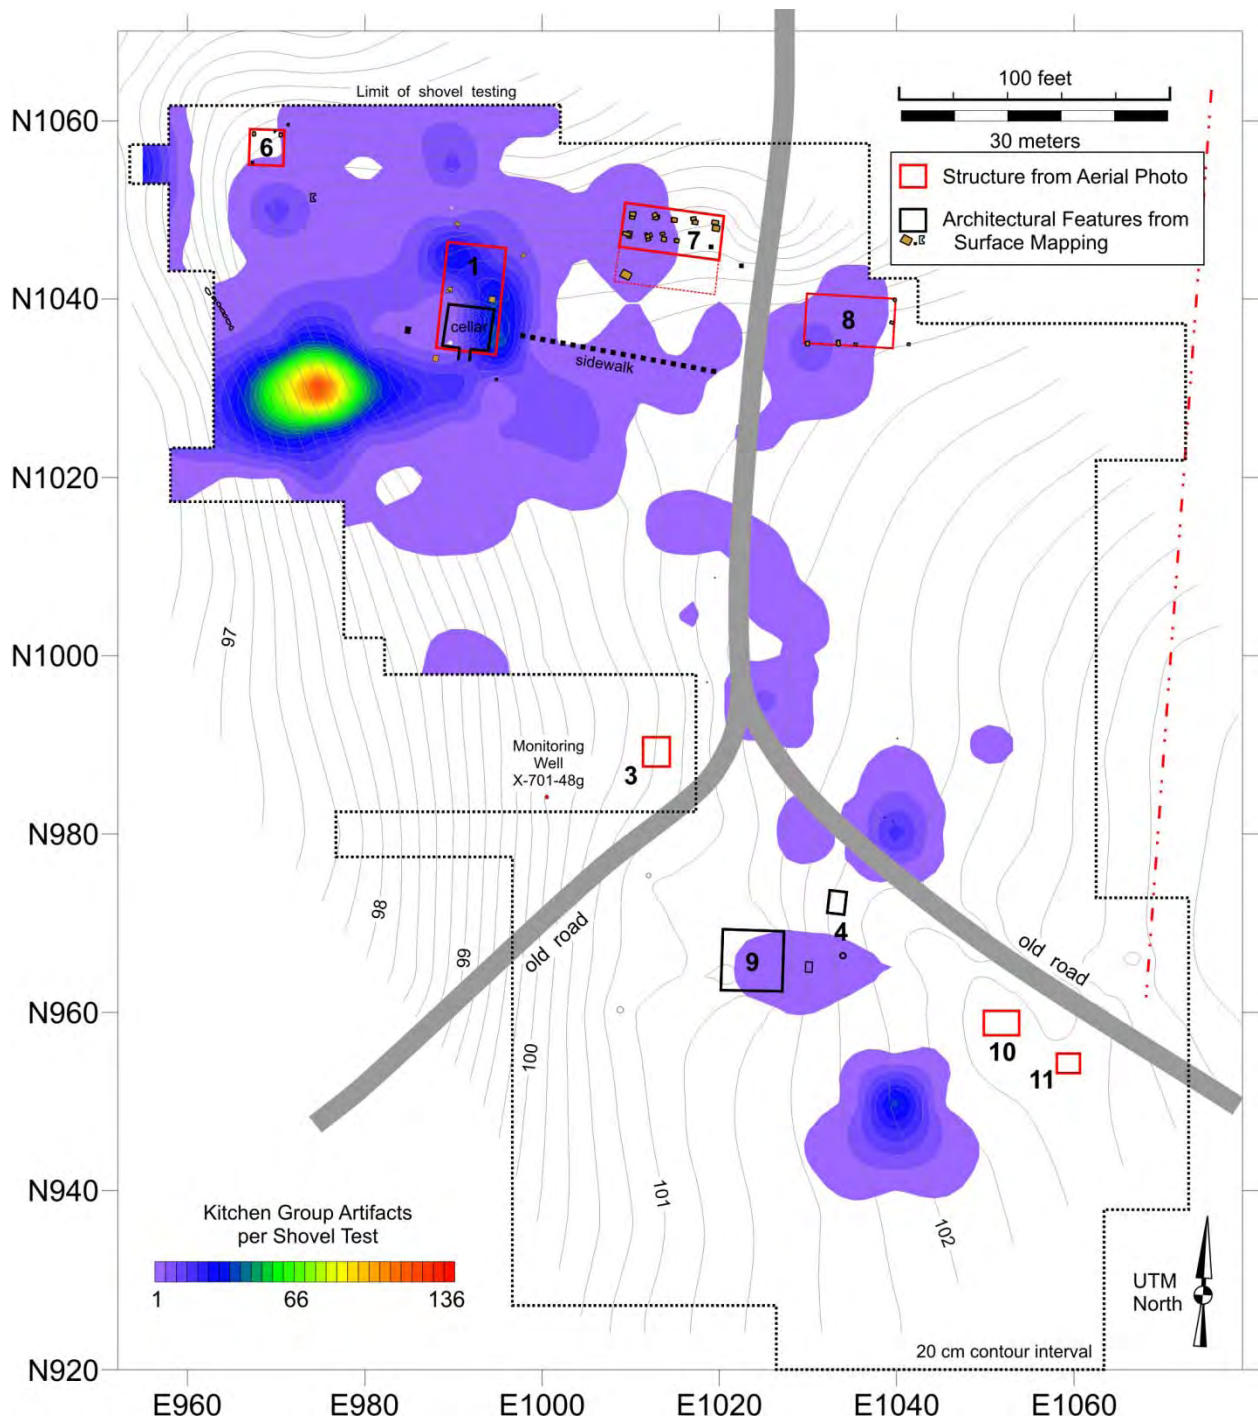 Limit of shovel testing
100 feet
30 meters
Structure from Aerial Photo
Architectural Features from
Surface Mapping
N1060
N1040
N1020
N1000
N980
N960
N940
N920
6
7
1
cellar
8
sidewalk
97
Monitoring
Well
X-701-48g
3
98
99
old road
4
9
old road
100
10
11
101
102
Kitchen Group Artifacts
per Shovel Test
1
66
136
UTM
North
20 cm contour interval
E960
E980
E1000
E1020
E1040
E1060